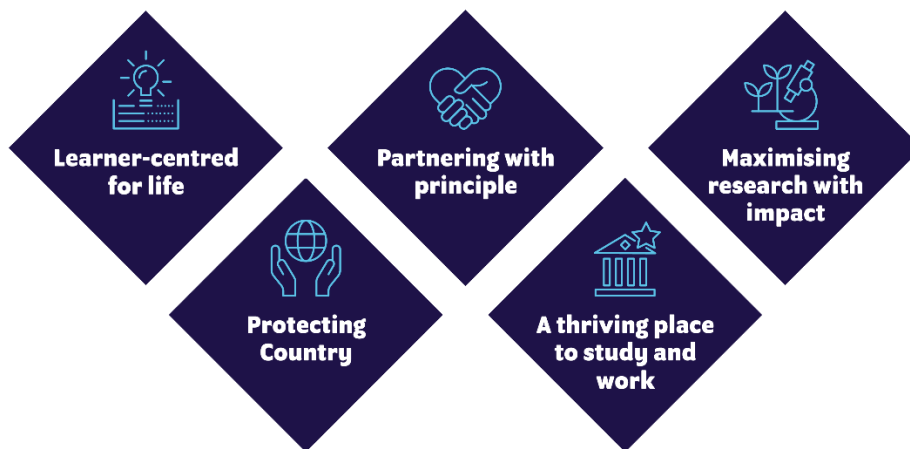 Learner-centred
for life
Partnering with
principle
Maximising
research with
impact
Protecting
Country
A thriving place
to study and
work